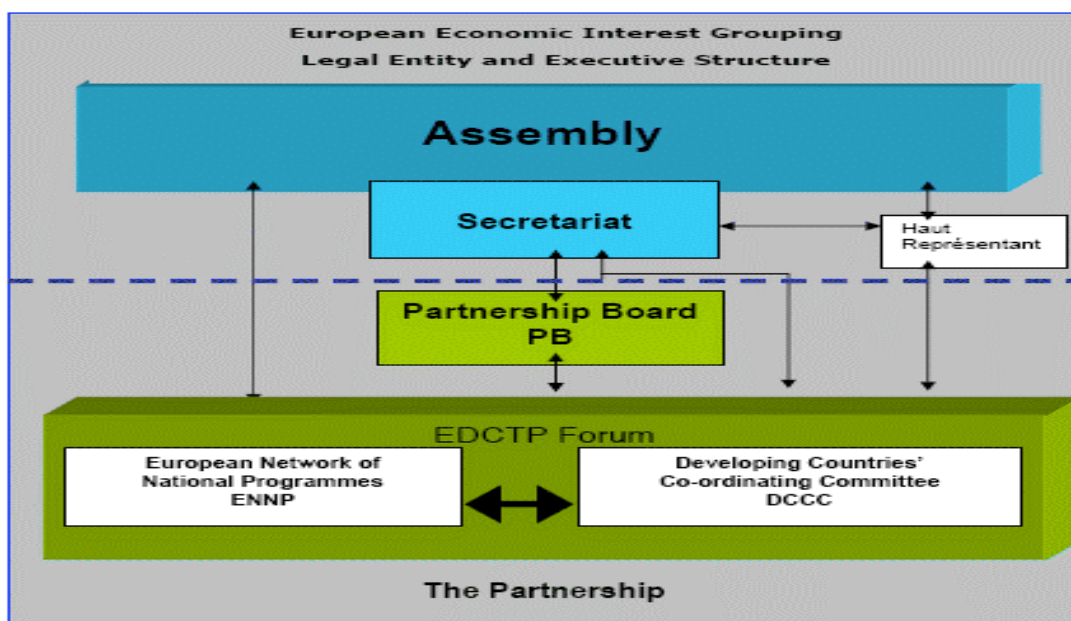 European Economic Interest Grouping
Legal Entity and Executive Structure
Assembly
Secretariat
Haut
Représentant
Partnership Board
PB
EDCTP Forum
European Network of
National Programmes
ENNP
Developing Countries'
Co-ordinating Committee
DCCC
The Partnership